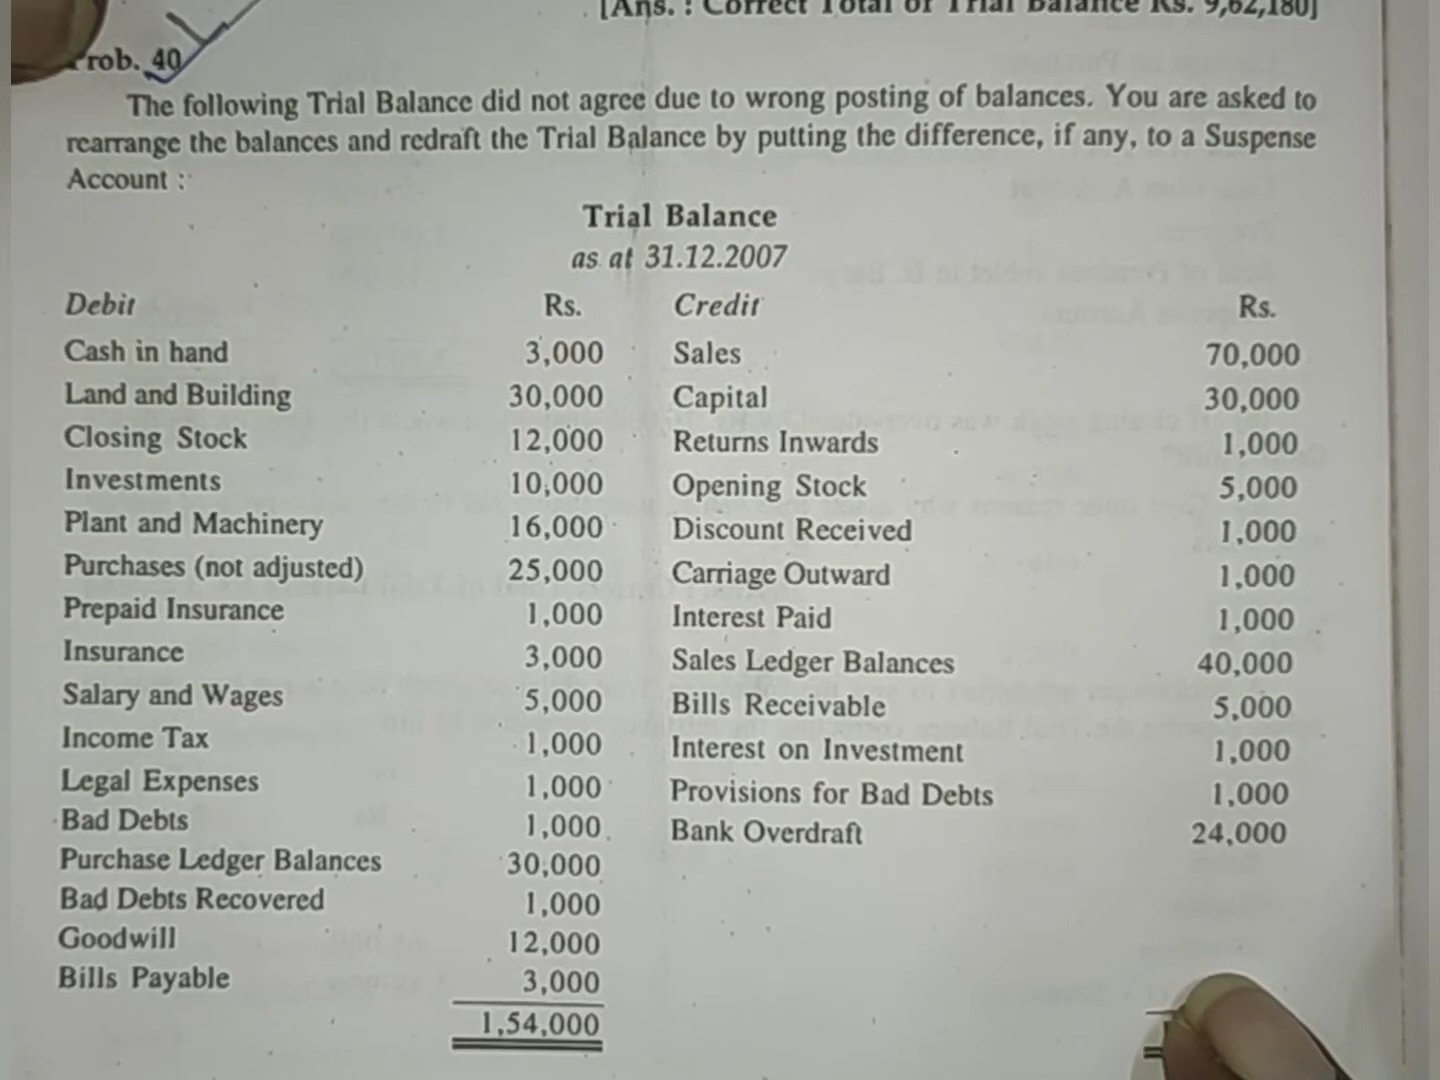 [Ans. : Correct Total of Trial Balance Rs. 9,62,180]
rob. 40
The following Trial Balance did not agree due to wrong posting of balances. You are asked to
rearrange the balances and redraft the Trial Balance by putting the difference, if any, to a Suspense
Account :
Trial Balance
as at 31.12.2007
Debit Rs. Credit Rs.
Cash in hand 3,000 Sales 70,000
Land and Building 30,000 Capital 30,000
Closing Stock 12,000 Returns Inwards 1,000
Investments 10,000 Opening Stock 5,000
Plant and Machinery 16,000 Discount Received 1,000
Purchases (not adjusted) 25,000 Carriage Outward 1,000
Prepaid Insurance 1,000 Interest Paid 1,000
Insurance 3,000 Sales Ledger Balances 40,000
Salary and Wages 5,000 Bills Receivable 5,000
Income Tax 1,000 Interest on Investment 1,000
Legal Expenses 1,000 Provisions for Bad Debts 1,000
Bad Debts 1,000 Bank Overdraft 24,000
Purchase Ledger Balances 30,000
Bad Debts Recovered 1,000
Goodwill 12,000
Bills Payable 3,000
1,54,000